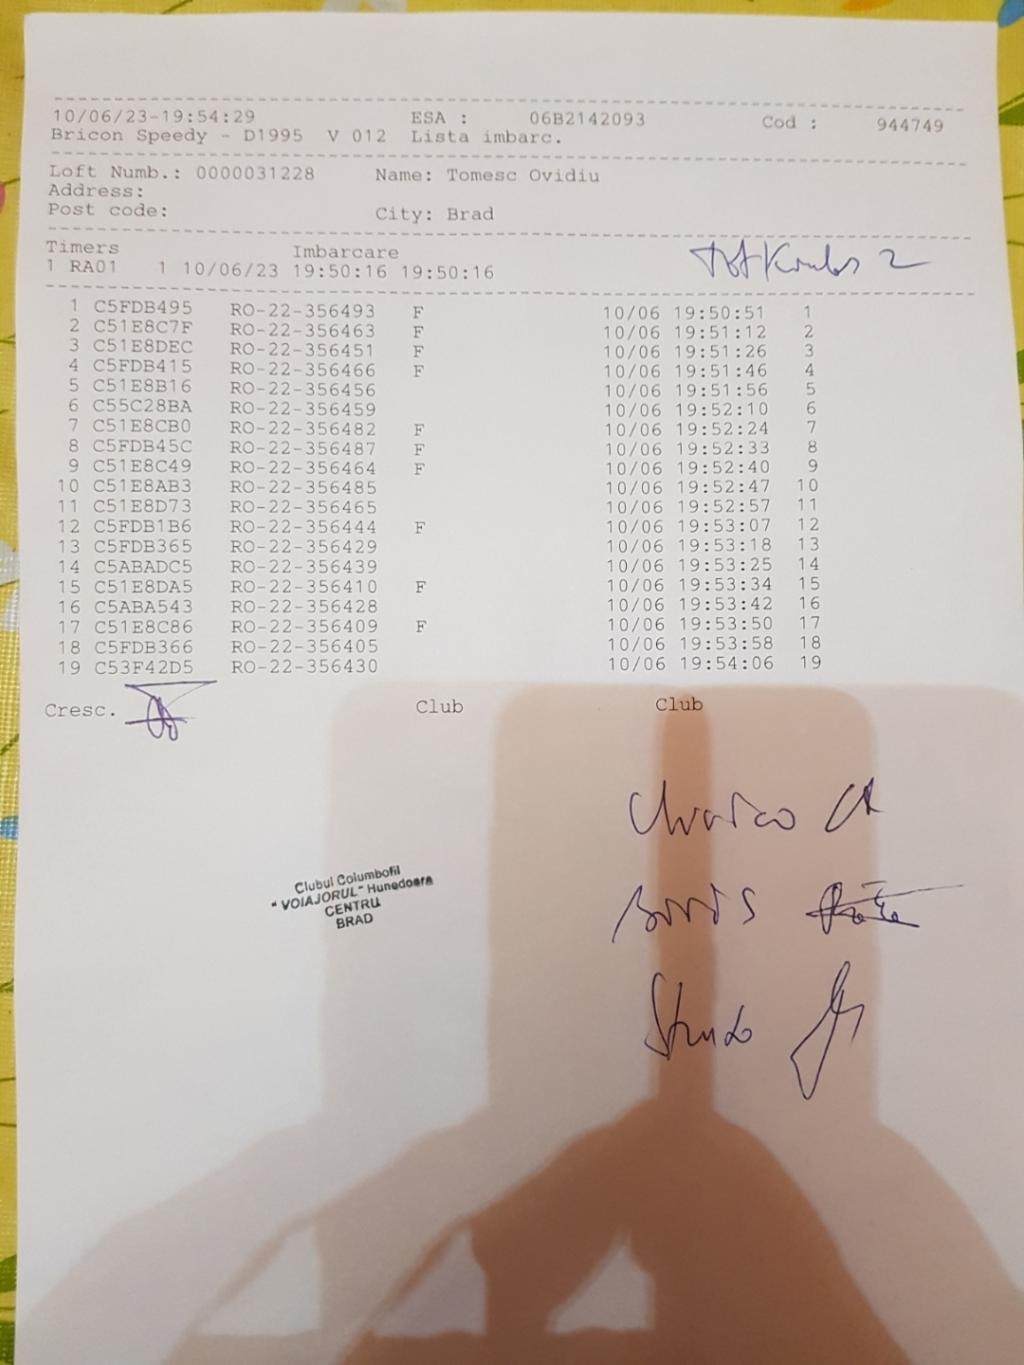 10/06/23-19:54:29 ESA : 06B2142093 Cod : 944749
Bricon Speedy - D1995 V 012 Lista imbarc.
Loft Numb.: 0000031228 Name: Tomesc Ovidiu
Address:
Post code: City: Brad
Timers Imbarcare
1 RA01 1 10/06/23 19:50:16 19:50:16
1 C5FDB495 RO-22-356493 F 10/06 19:50:51 1
2 C51E8C7F RO-22-356463 F 10/06 19:51:12 2
3 C51E8DEC RO-22-356451 F 10/06 19:51:26 3
4 C5FDB415 RO-22-356466 F 10/06 19:51:46 4
5 C51E8B16 RO-22-356456 10/06 19:51:56 5
6 C55C28BA RO-22-356459 10/06 19:52:10 6
7 C51E8CB0 RO-22-356482 F 10/06 19:52:24 7
8 C5FDB45C RO-22-356487 F 10/06 19:52:33 8
9 C51E8C49 RO-22-356464 F 10/06 19:52:40 9
10 C51E8AB3 RO-22-356485 10/06 19:52:47 10
11 C51E8D73 RO-22-356465 10/06 19:52:57 11
12 C5FDB1B6 RO-22-356444 F 10/06 19:53:07 12
13 C5FDB365 RO-22-356429 10/06 19:53:18 13
14 C5ABADC5 RO-22-356439 10/06 19:53:25 14
15 C51E8DA5 RO-22-356410 F 10/06 19:53:34 15
16 C5ABA543 RO-22-356428 10/06 19:53:42 16
17 C51E8C86 RO-22-356409 F 10/06 19:53:50 17
18 C5FDB366 RO-22-356405 10/06 19:53:58 18
19 C53F42D5 RO-22-356430 10/06 19:54:06 19
Cresc. Club Club
Clubul Columbofil
"VOIAJORUL" Hunedoara
CENTRU
BRAD